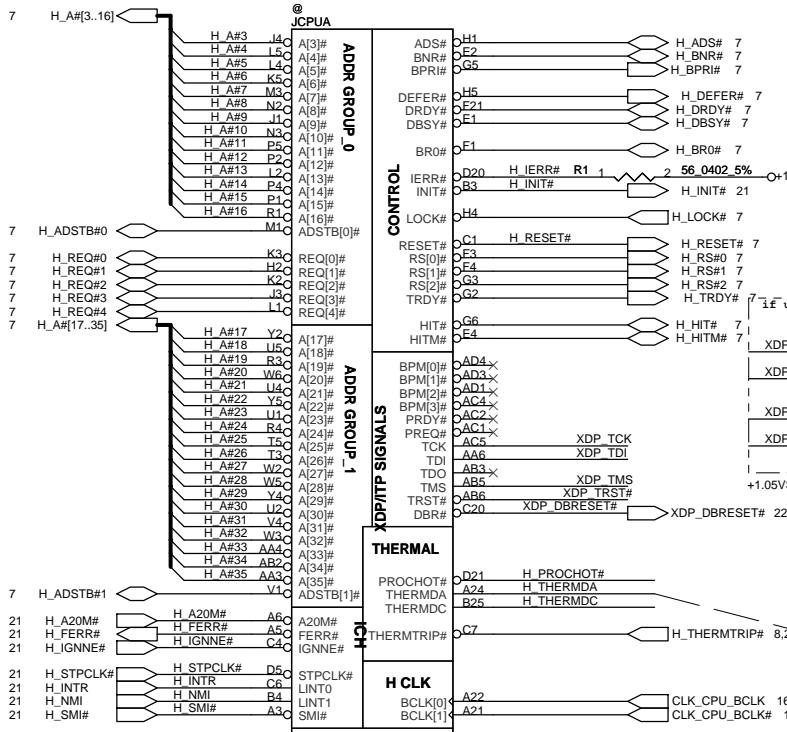 @
JCPUA
7 H_A#[3..16]
H_A#3 J4 A[3]# ADS# H1 H_ADS# 7
H_A#4 L5 A[4]# BNR# E2 H_BNR# 7
H_A#5 L4 A[5]# BPRI# G5 H_BPRI# 7
H_A#6 K5 A[6]#
H_A#7 M3 A[7]# DEFER# H5 H_DEFER# 7
H_A#8 N2 A[8]# DRDY# F21 H_DRDY# 7
H_A#9 J1 A[9]# DBSY# E1 H_DBSY# 7
H_A#10 N3 A[10]#
H_A#11 P5 A[11]# BR0# F1 H_BR0# 7
H_A#12 P2 A[12]#
H_A#13 L2 A[13]# IERR# D20 H_IERR# R1 1 2 56_0402_5% +1
H_A#14 P4 A[14]# INIT# B3 H_INIT# H_INIT# 21
H_A#15 P1 A[15]#
H_A#16 R1 A[16]# LOCK# H4 H_LOCK# 7
7 H_ADSTB#0 M1 ADSTB[0]#
ADDR GROUP_0
CONTROL
RESET# C1 H_RESET# H_RESET# 7
7 H_REQ#0 K3 REQ[0]# RS[0]# F3 H_RS#0 7
7 H_REQ#1 H2 REQ[1]# RS[1]# F4 H_RS#1 7
7 H_REQ#2 K2 REQ[2]# RS[2]# G3 H_RS#2 7
7 H_REQ#3 J3 REQ[3]# TRDY# G2 H_TRDY# 7
7 H_REQ#4 L1 REQ[4]#
if u
7 H_A#[17..35] HIT# G6 H_HIT# 7
H_A#17 Y2 A[17]# HITM# E4 H_HITM# 7
H_A#18 U5 A[18]#
H_A#19 R3 A[19]# BPM[0]# AD4
H_A#20 W6 A[20]# BPM[1]# AD3
H_A#21 U4 A[21]# BPM[2]# AD1
H_A#22 Y5 A[22]# BPM[3]# AC4
H_A#23 U1 A[23]# PRDY# AC2
H_A#24 R4 A[24]# PREQ# AC1
H_A#25 T5 A[25]# TCK AC5 XDP_TCK
H_A#26 T3 A[26]# TDI AA6 XDP_TDI
H_A#27 W2 A[27]# TDO AB3
H_A#28 W5 A[28]# TMS AB5 XDP_TMS
H_A#29 Y4 A[29]# TRST# AB6 XDP_TRST#
H_A#30 U2 A[30]# DBR# C20 XDP_DBRESET# XDP_DBRESET# 22
H_A#31 V4 A[31]#
H_A#32 W3 A[32]#
H_A#33 AA4 A[33]#
H_A#34 AB2 A[34]#
H_A#35 AA3 A[35]#
7 H_ADSTB#1 V1 ADSTB[1]#
ADDR GROUP_1
XDP/ITP SIGNALS
XDP
XDP
XDP
XDP
+1.05VS
THERMAL
PROCHOT# D21 H_PROCHOT#
THERMDA A24 H_THERMDA
THERMDC B25 H_THERMDC
21 H_A20M# H_A20M# A6 A20M#
21 H_FERR# H_FERR# A5 FERR# THERMTRIP# C7 H_THERMTRIP# 8,2
21 H_IGNNE# H_IGNNE# C4 IGNNE#
ICH
21 H_STPCLK# H_STPCLK# D5 STPCLK#
H CLK
21 H_INTR H_INTR C6 LINT0
21 H_NMI H_NMI B4 LINT1 BCLK[0] A22 CLK_CPU_BCLK 16
21 H_SMI# H_SMI# A3 SMI# BCLK[1] A21 CLK_CPU_BCLK# 1